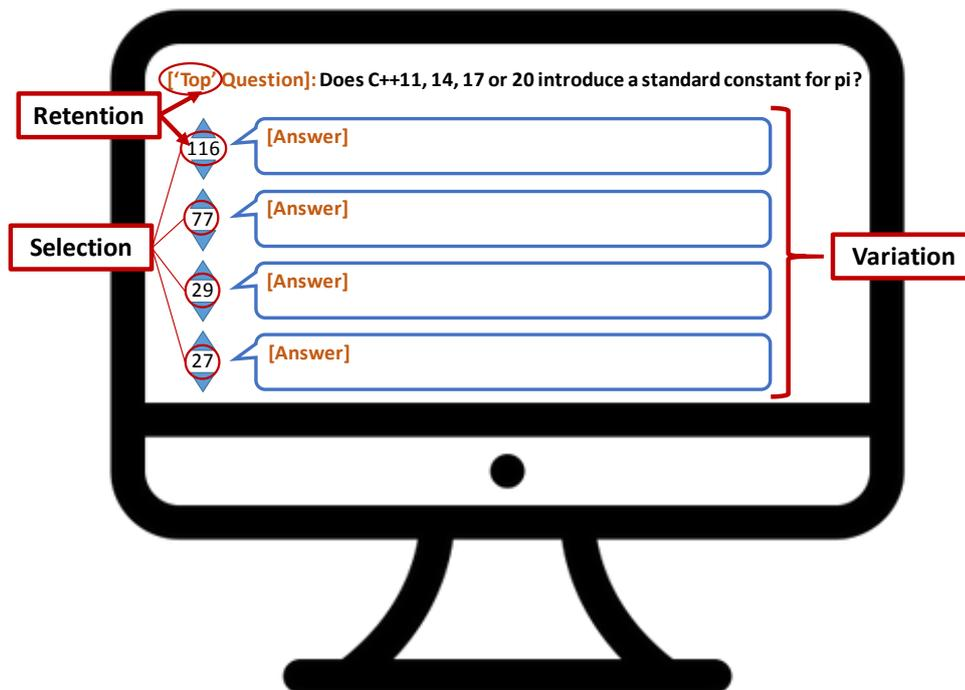 ['Top' Question]: Does C++11, 14, 17 or 20 introduce a standard constant for pi?
Retention
116
[Answer]
77
[Answer]
Selection
Variation
29
[Answer]
27
[Answer]